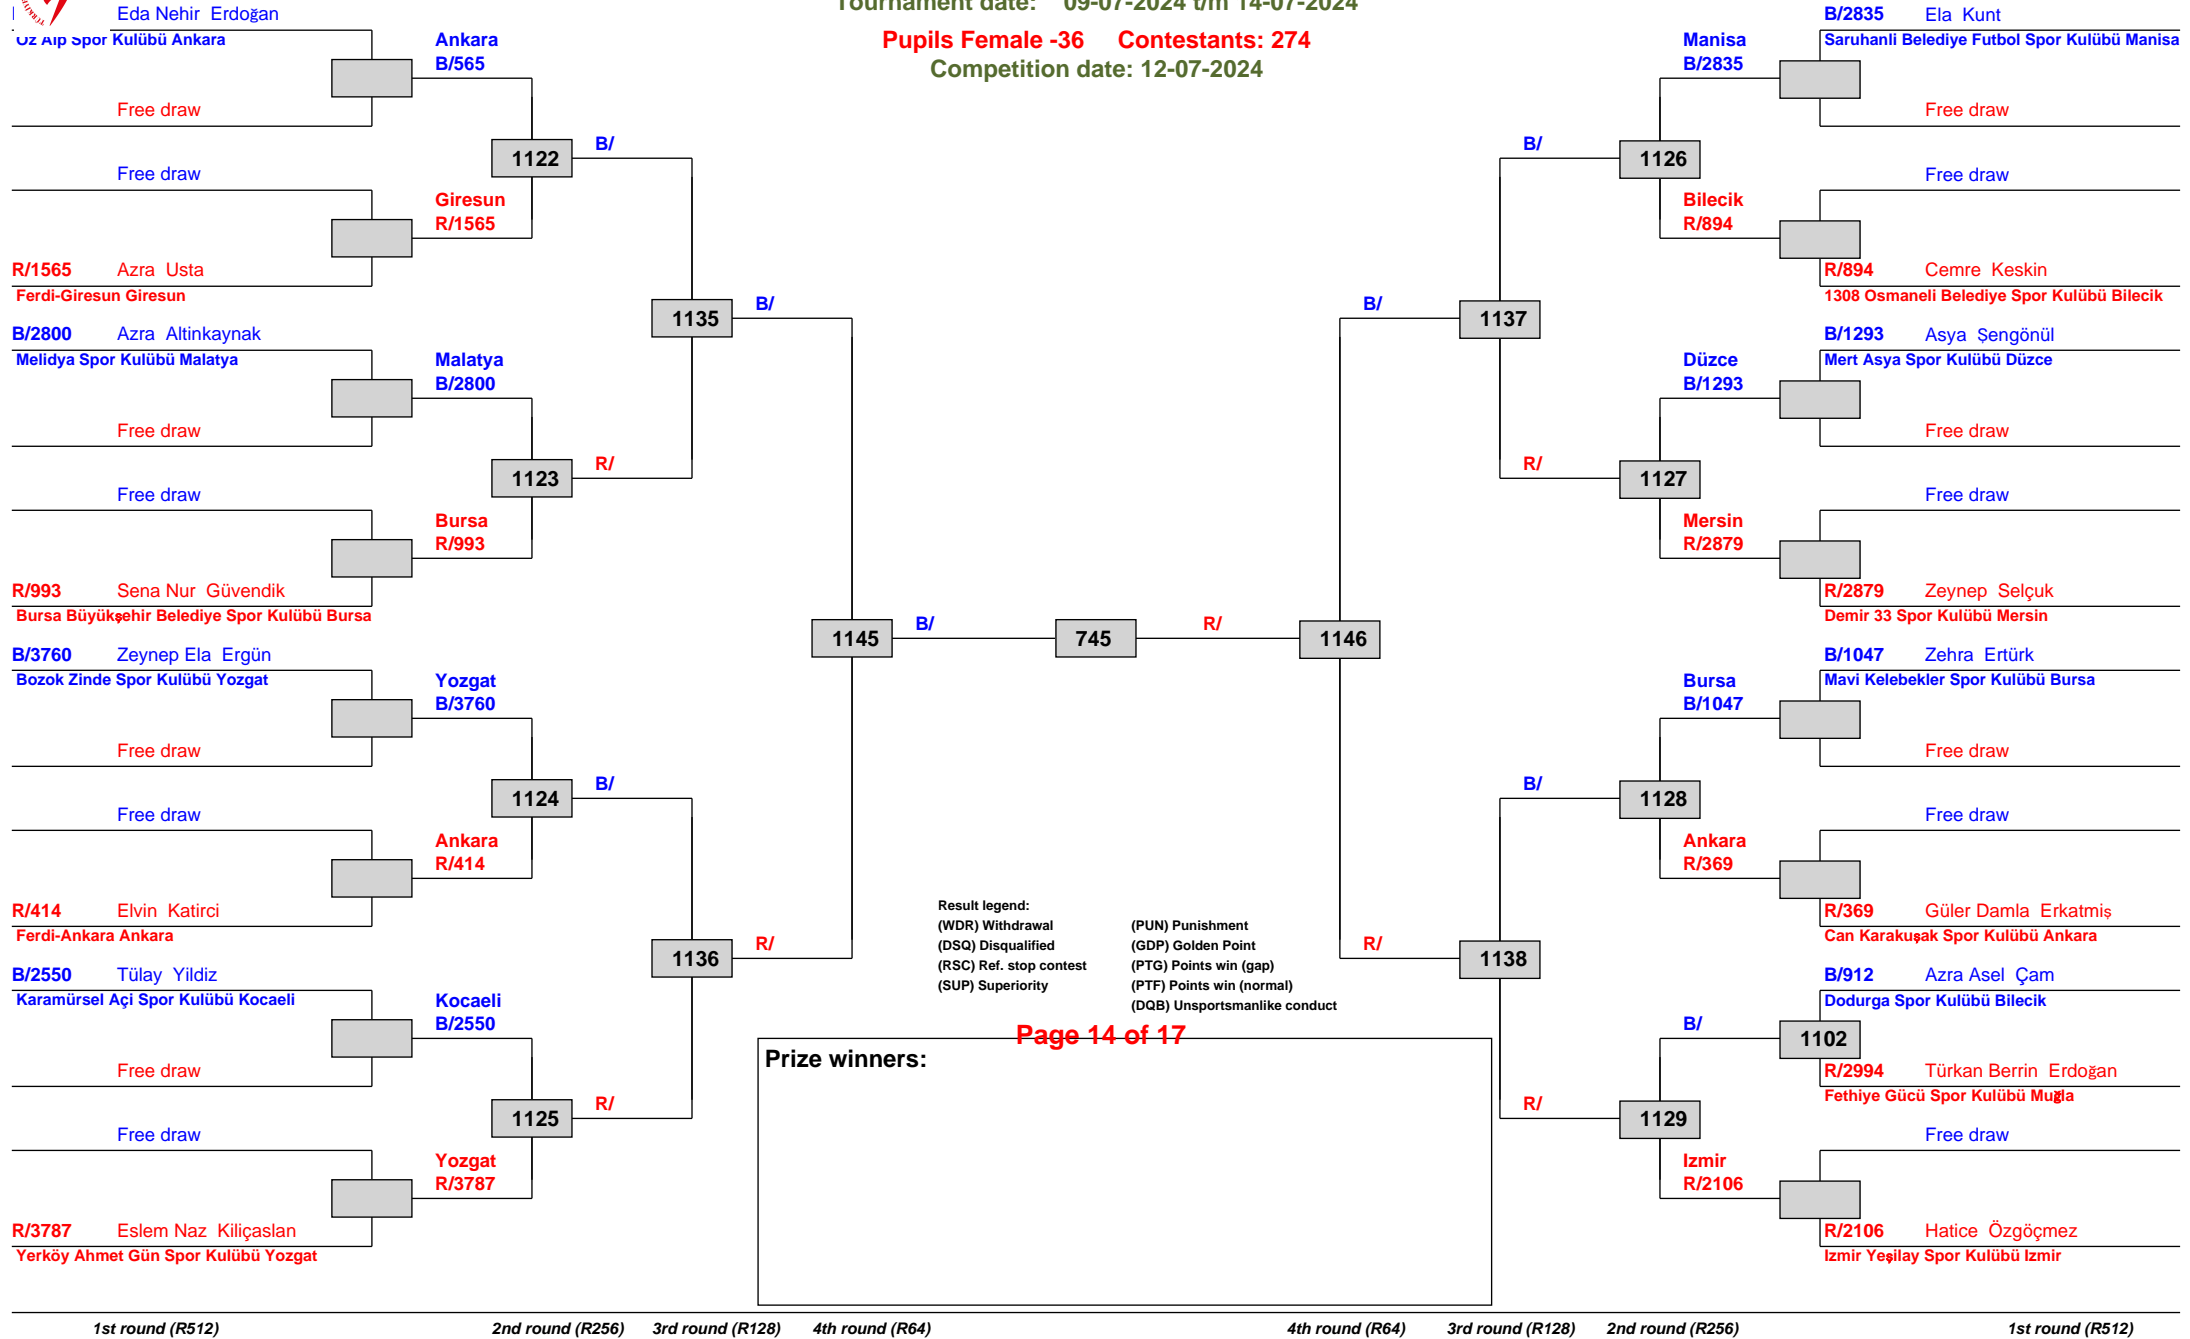 Tournament date: 09-07-2024 t/m 14-07-2024
Pupils Female -36 Contestants: 274
Competition date: 12-07-2024
Eda Nehir Erdoğan
Öz Alp Spor Kulübü Ankara
Free draw
Ankara
B/565
Free draw
R/1565 Azra Usta
Ferdi-Giresun Giresun
Giresun
R/1565
1122
B/
B/2800 Azra Altinkaynak
Melidya Spor Kulübü Malatya
Free draw
Malatya
B/2800
Free draw
R/993 Sena Nur Güvendik
Bursa Büyükşehir Belediye Spor Kulübü Bursa
Bursa
R/993
1123
R/
1135
B/
B/3760 Zeynep Ela Ergün
Bozok Zinde Spor Kulübü Yozgat
Free draw
Yozgat
B/3760
Free draw
R/414 Elvin Katirci
Ferdi-Ankara Ankara
Ankara
R/414
1124
B/
B/2550 Tülay Yildiz
Karamürsel Açi Spor Kulübü Kocaeli
Free draw
Kocaeli
B/2550
Free draw
R/3787 Eslem Naz Kiliçaslan
Yerköy Ahmet Gün Spor Kulübü Yozgat
Yozgat
R/3787
1125
R/
1136
R/
1145
B/
745
R/
1146
B/2835 Ela Kunt
Saruhanli Belediye Futbol Spor Kulübü Manisa
Free draw
Manisa
B/2835
Free draw
R/894 Cemre Keskin
1308 Osmaneli Belediye Spor Kulübü Bilecik
Bilecik
R/894
1126
B/
B/1293 Asya Şengönül
Mert Asya Spor Kulübü Düzce
Free draw
Düzce
B/1293
Free draw
R/2879 Zeynep Selçuk
Demir 33 Spor Kulübü Mersin
Mersin
R/2879
1127
R/
1137
B/
B/1047 Zehra Ertürk
Mavi Kelebekler Spor Kulübü Bursa
Free draw
Bursa
B/1047
Free draw
R/369 Güler Damla Erkatmiş
Can Karakuşak Spor Kulübü Ankara
Ankara
R/369
1128
B/
B/912 Azra Asel Çam
Dodurga Spor Kulübü Bilecik
1102
R/2994 Türkan Berrin Erdoğan
Fethiye Gücü Spor Kulübü Muğla
B/
Free draw
R/2106 Hatice Özgöçmez
Izmir Yeşilay Spor Kulübü Izmir
Izmir
R/2106
1129
R/
1138
R/
Result legend:
(WDR) Withdrawal (PUN) Punishment
(DSQ) Disqualified (GDP) Golden Point
(RSC) Ref. stop contest (PTG) Points win (gap)
(SUP) Superiority (PTF) Points win (normal)
(DQB) Unsportsmanlike conduct
Page 14 of 17
Prize winners:
1st round (R512) 2nd round (R256) 3rd round (R128) 4th round (R64) 4th round (R64) 3rd round (R128) 2nd round (R256) 1st round (R512)